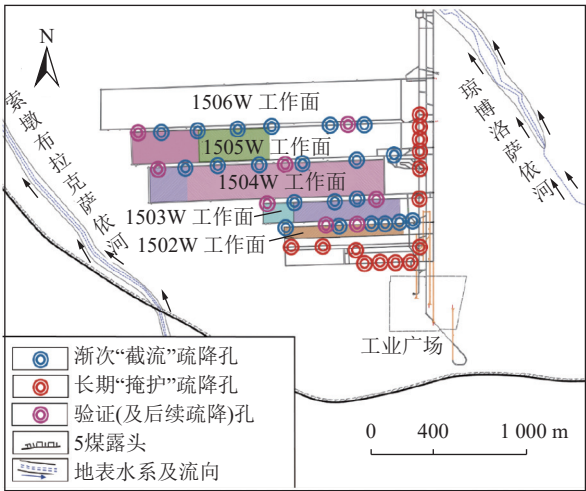 N
索墩布拉克萨依河
琼博洛萨依河
1506W 工作面
1505W 工作面
1504W 工作面
1503W 工作面
1502W 工作面
工业广场
渐次“截流”疏降孔
长期“掩护”疏降孔
验证(及后续疏降)孔
5煤露头
地表水系及流向
0 400 1 000 m